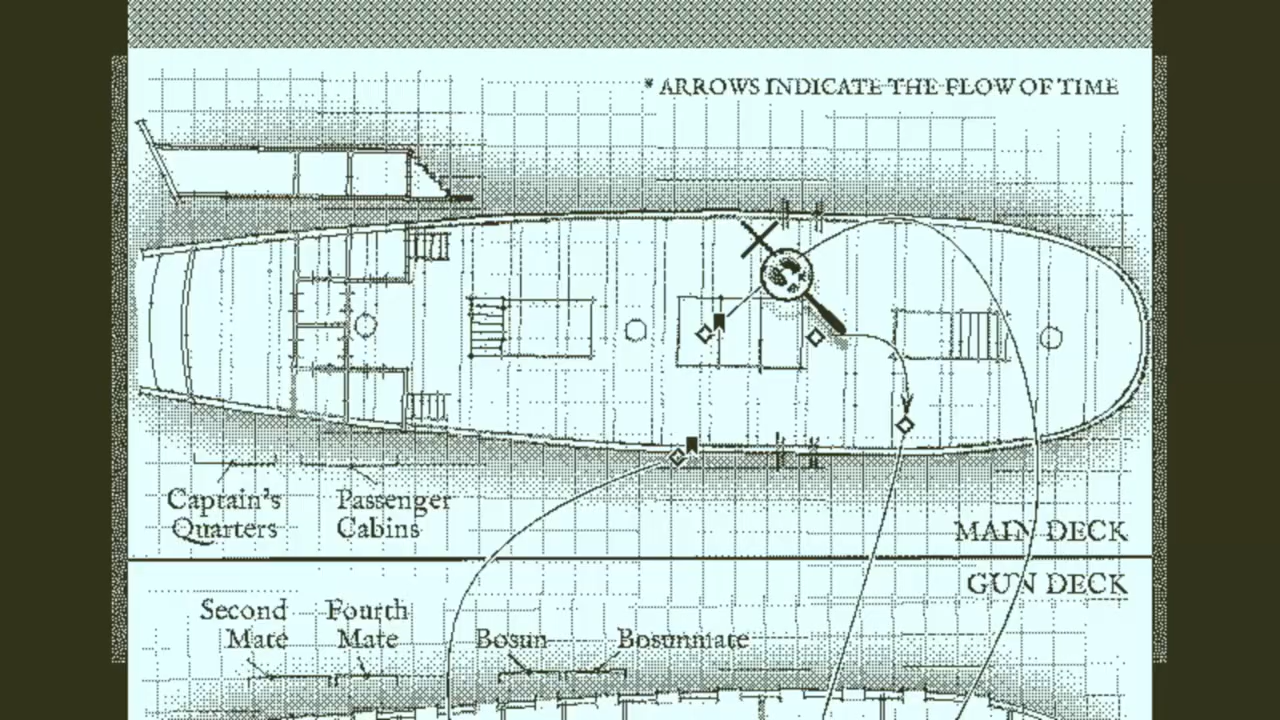 * ARROWS INDICATE THE FLOW OF TIME
Captain's
Quarters
Passenger
Cabins
MAIN DECK
GUN DECK
Second
Mate
Fourth
Mate
Bosun
Bosunmate